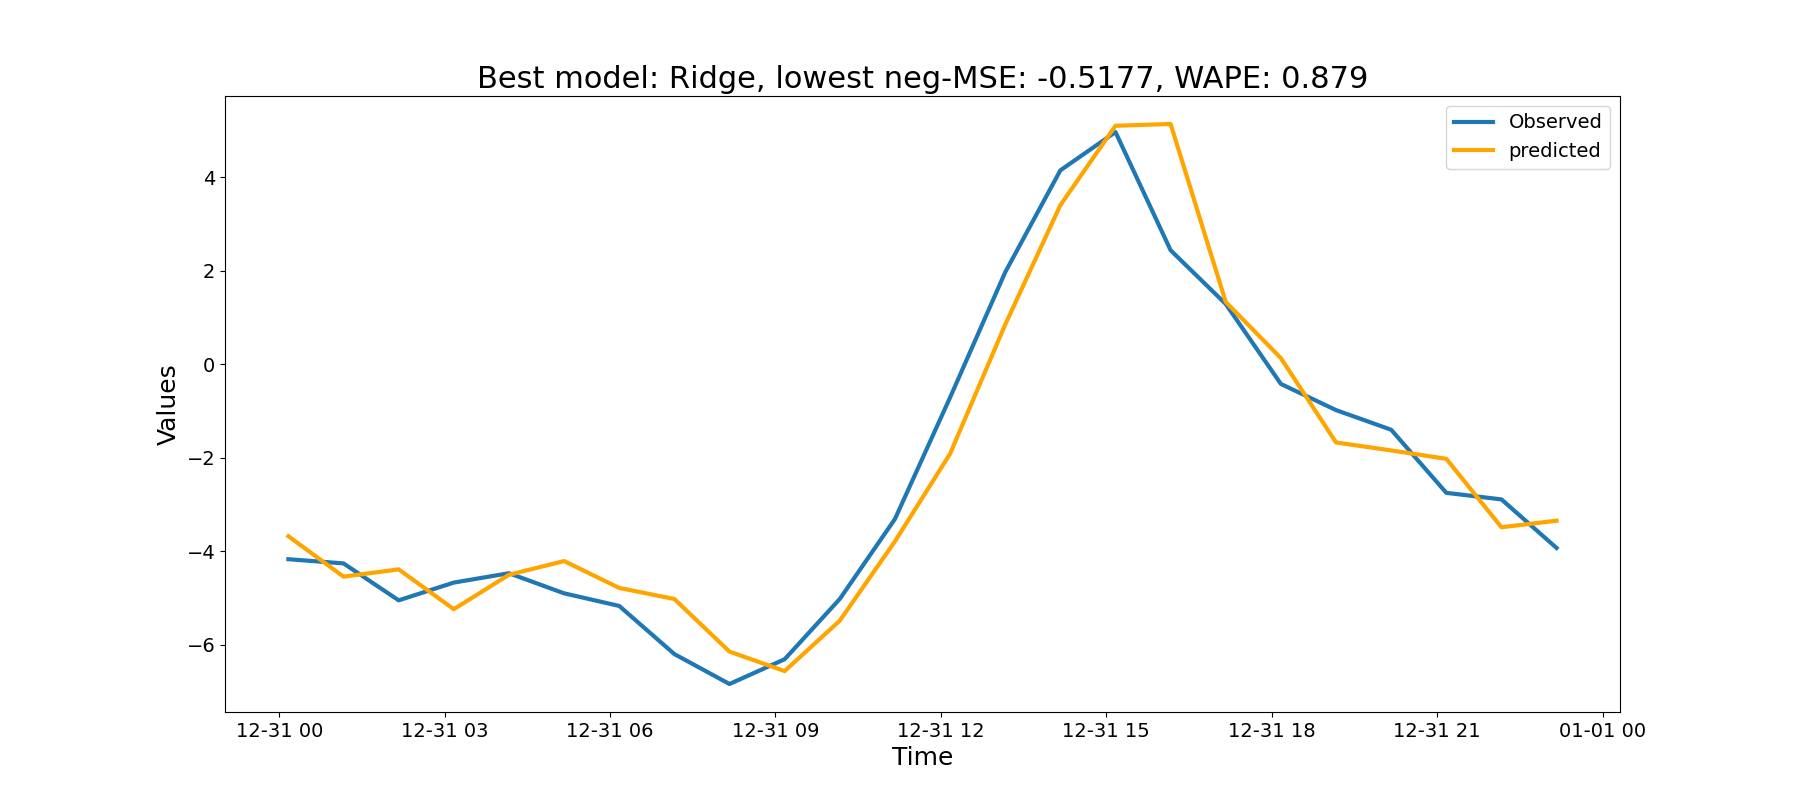 Best model: Ridge, lowest neg-MSE: -0.5177, WAPE: 0.879
Observed
predicted
4
2
0
−2
−4
−6
Values
12-31 00 12-31 03 12-31 06 12-31 09 12-31 12 12-31 15 12-31 18 12-31 21 01-01 00
Time